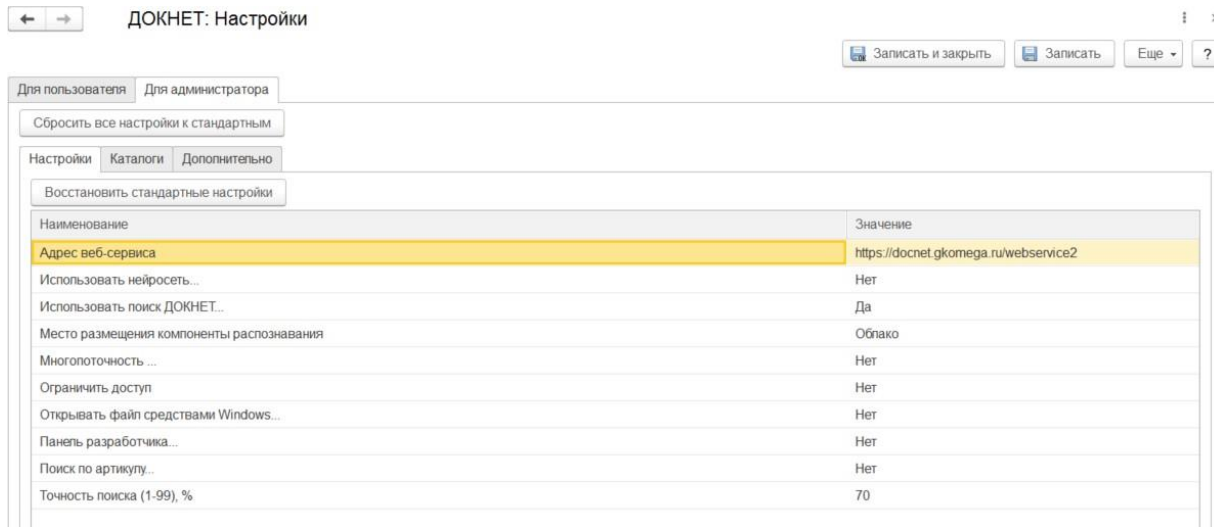 ДОКНЕТ: Настройки
Записать и закрыть Записать Еще ?
Для пользователя Для администратора
Сбросить все настройки к стандартным
Настройки Каталоги Дополнительно
Восстановить стандартные настройки
Наименование Значение
Адрес веб-сервиса https://docnet.gkomega.ru/webservice2
Использовать нейросеть... Нет
Использовать поиск ДОКНЕТ... Да
Место размещения компоненты распознавания Облако
Многопоточность ... Нет
Ограничить доступ Нет
Открывать файл средствами Windows... Нет
Панель разработчика... Нет
Поиск по артикулу... Нет
Точность поиска (1-99), % 70